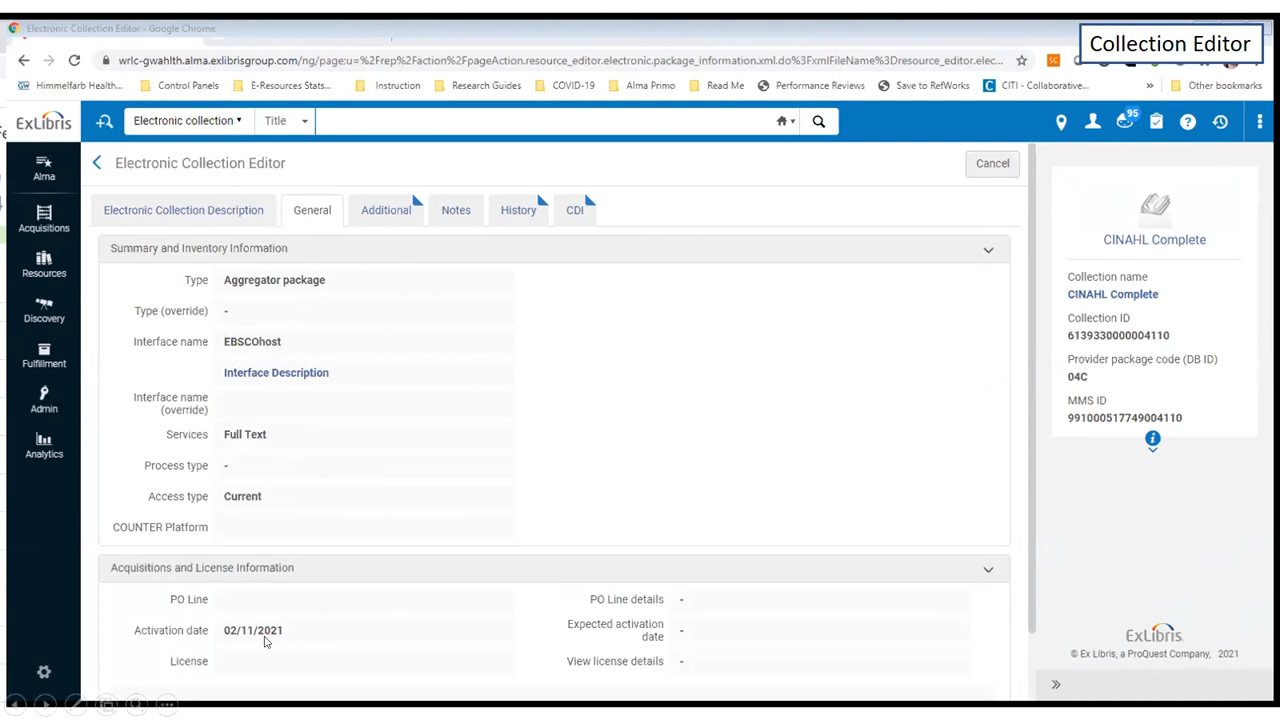 Electronic Collection Editor - Google Chrome
Collection Editor
wrlc-gwahlth.alma.exlibrisgroup.com/ng/page;u=%2Frep%2Faction%2FpageAction.resource_editor.electronic.package_information.xml.do%3FxmlFileName%3Dresource_editor.elec...
SC
GW Himmelfarb Health... Control Panels E-Resources Stats... Instruction Research Guides COVID-19 Alma Primo Read Me Performance Reviews Save to RefWorks C CITI - Collaborative... » Other bookmarks
ExLibris Electronic collection Title 95
Electronic Collection Editor Cancel
Alma
Acquisitions
Resources
Discovery
Fulfillment
Admin
Analytics
Electronic Collection Description General Additional Notes History CDI
Summary and Inventory Information
Type Aggregator package
Type (override) -
Interface name EBSCOhost
Interface Description
Interface name
(override)
Services Full Text
Process type -
Access type Current
COUNTER Platform
Acquisitions and License Information
PO Line PO Line details -
Activation date 02/11/2021 Expected activation
date -
License View license details -
CINAHL Complete
Collection name
CINAHL Complete
Collection ID
6139330000004110
Provider package code (DB ID)
04C
MMS ID
991000517749004110
ExLibris
© Ex Libris, a ProQuest Company, 2021